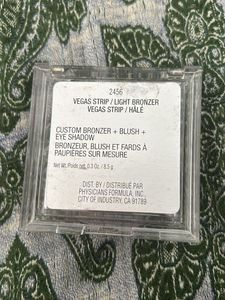 2456
VEGAS STRIP / LIGHT BRONZER
VEGAS STRIP / HÂLÉ
CUSTOM BRONZER + BLUSH +
EYE SHADOW
BRONZEUR, BLUSH ET FARDS À
PAUPIÈRES SUR MESURE
Net Wt. Poids net, 0.3 Oz. / 8.5 g
DIST. BY / DISTRIBUÉ PAR
PHYSICIANS FORMULA, INC.
CITY OF INDUSTRY, CA 91789